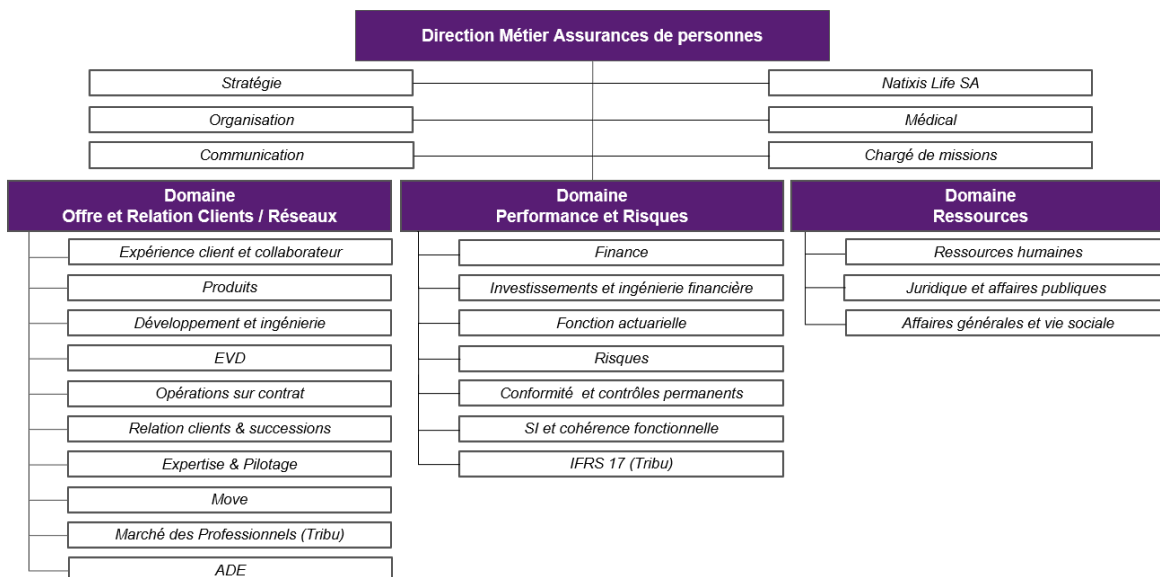 Direction Métier Assurances de personnes
Stratégie
Natixis Life SA
Organisation
Médical
Communication
Chargé de missions
Domaine
Offre et Relation Clients / Réseaux
Expérience client et collaborateur
Produits
Développement et ingénierie
EVD
Opérations sur contrat
Relation clients & successions
Expertise & Pilotage
Move
Marché des Professionnels (Tribu)
ADE
Domaine
Performance et Risques
Finance
Investissements et ingénierie financière
Fonction actuarielle
Risques
Conformité et contrôles permanents
SI et cohérence fonctionnelle
IFRS 17 (Tribu)
Domaine
Ressources
Ressources humaines
Juridique et affaires publiques
Affaires générales et vie sociale